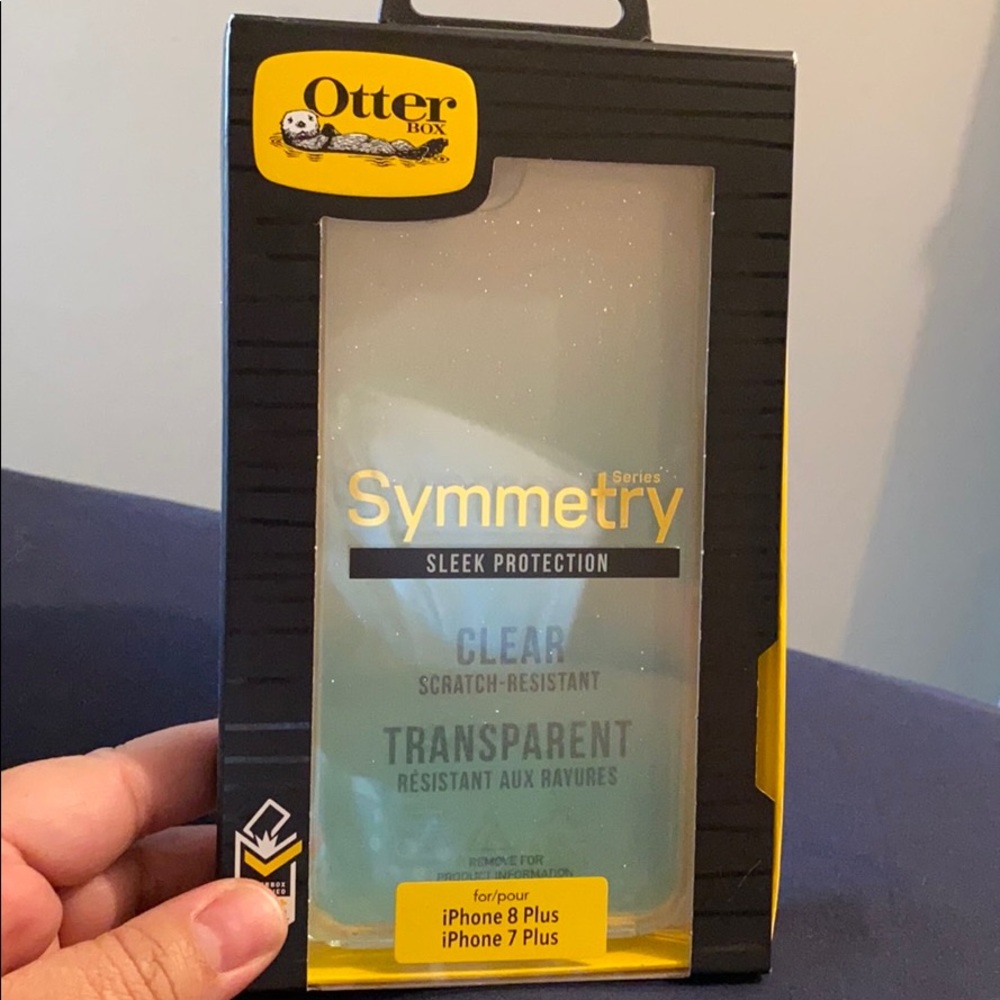 Otter
BOX
Series
Symmetry
SLEEK PROTECTION
CLEAR
SCRATCH-RESISTANT
TRANSPARENT
RÉSISTANT AUX RAYURES
REMOVE FOR
PRODUCT INFORMATION
for/pour
iPhone 8 Plus
iPhone 7 Plus